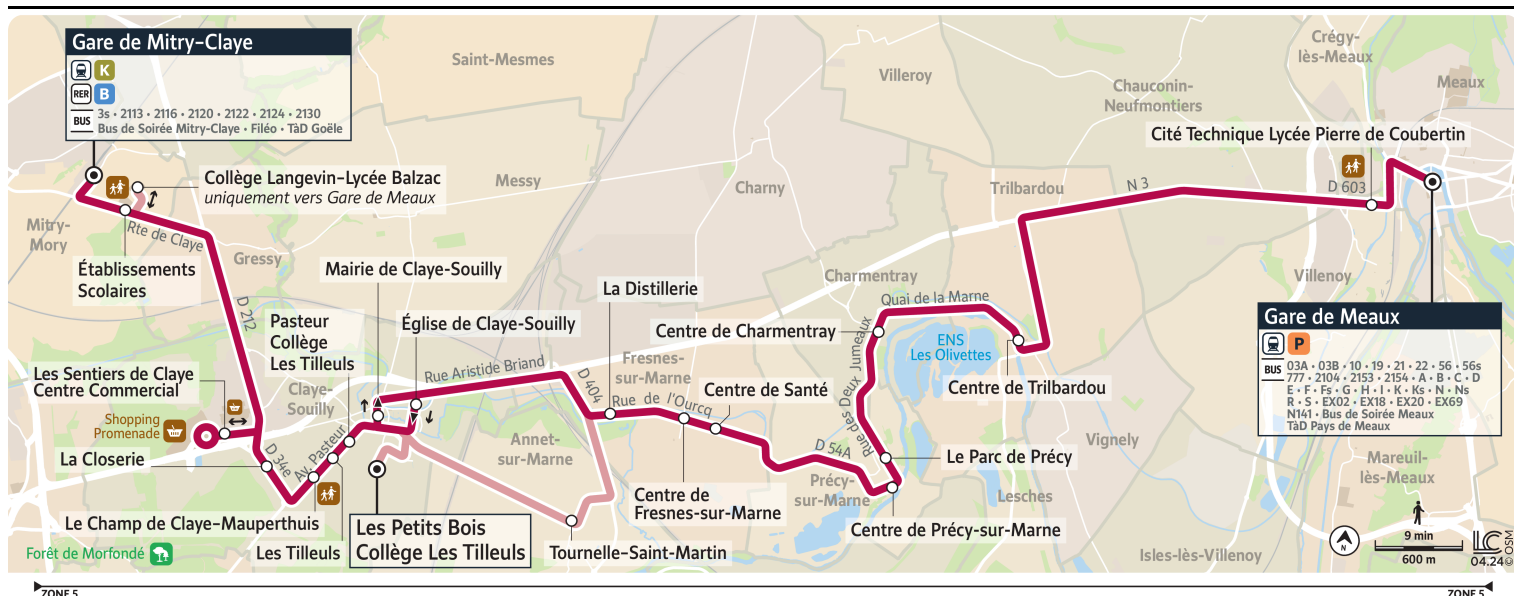 Gare de Mitry-Claye
K
RER B
BUS
3s • 2113 • 2116 • 2120 • 2122 • 2124 • 2130
Bus de Soirée Mitry-Claye • Filéo • TàD Goële
Saint-Mesmes
Villeroy
Crégy-
lès-Meaux
Meaux
Chauconin-
Neufmontiers
Cité Technique Lycée Pierre de Coubertin
Collège Langevin-Lycée Balzac
uniquement vers Gare de Meaux
Messy
Charny
Trilbardou
N 3
D 603
Mitry-
Mory
Rte de Claye
Gressy
Établissements
Scolaires
Mairie de Claye-Souilly
Charmentray
Villenoy
D 212
La Distillerie
Quai de la Marne
Gare de Meaux
P
BUS
03A • 03B • 10 • 19 • 21 • 22 • 56 • 56s
777 • 2104 • 2153 • 2154 • A • B • C • D
E • F • Fs • G • H • I • K • Ks • N • Ns
R • S • EX02 • EX18 • EX20 • EX69
N141 • Bus de Soirée Meaux
TàD Pays de Meaux
Pasteur
Collège
Les Tilleuls
Église de Claye-Souilly
Centre de Charmentray
ENS
Les Olivettes
Rue Aristide Briand
Fresnes-
sur-Marne
Rue des Deux Jumeaux
Les Sentiers de Claye
Centre Commercial
Claye-
Souilly
D 404
Centre de Santé
Centre de Trilbardou
Rue de l'Ourcq
Shopping
Promenade
Av. Pasteur
Annet-
sur-Marne
D 54A
Vignely
La Closerie
D 34e
Le Parc de Précy
Mareuil-
lès-Meaux
Précy-
sur-Marne
Lesches
Centre de
Fresnes-sur-Marne
Le Champ de Claye-Mauperthuis
Les Petits Bois
Collège Les Tilleuls
Centre de Précy-sur-Marne
Forêt de Morfondé
Les Tilleuls
Tournelle-Saint-Martin
Isles-lès-Villenoy
N
9 min
600 m
LC
04.24
© OSM
ZONE 5
ZONE 5